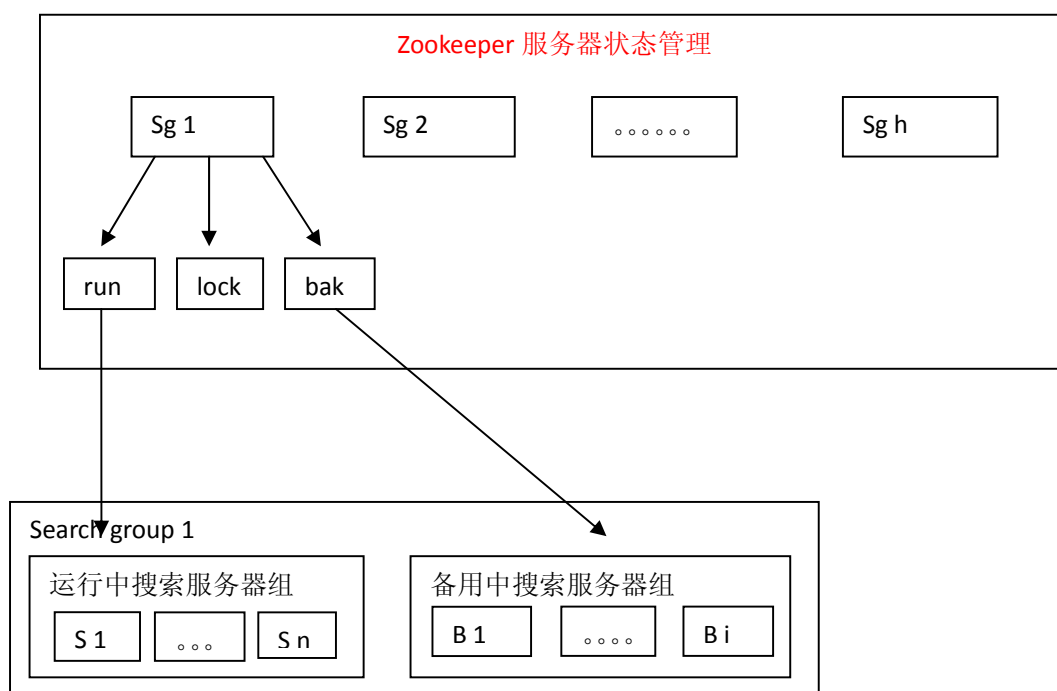 Zookeeper 服务器状态管理
Sg 1 Sg 2 。。。。。。 Sg h
run lock bak
Search group 1
运行中搜索服务器组 备用中搜索服务器组
S 1 。。。 S n B 1 。。。。 B i